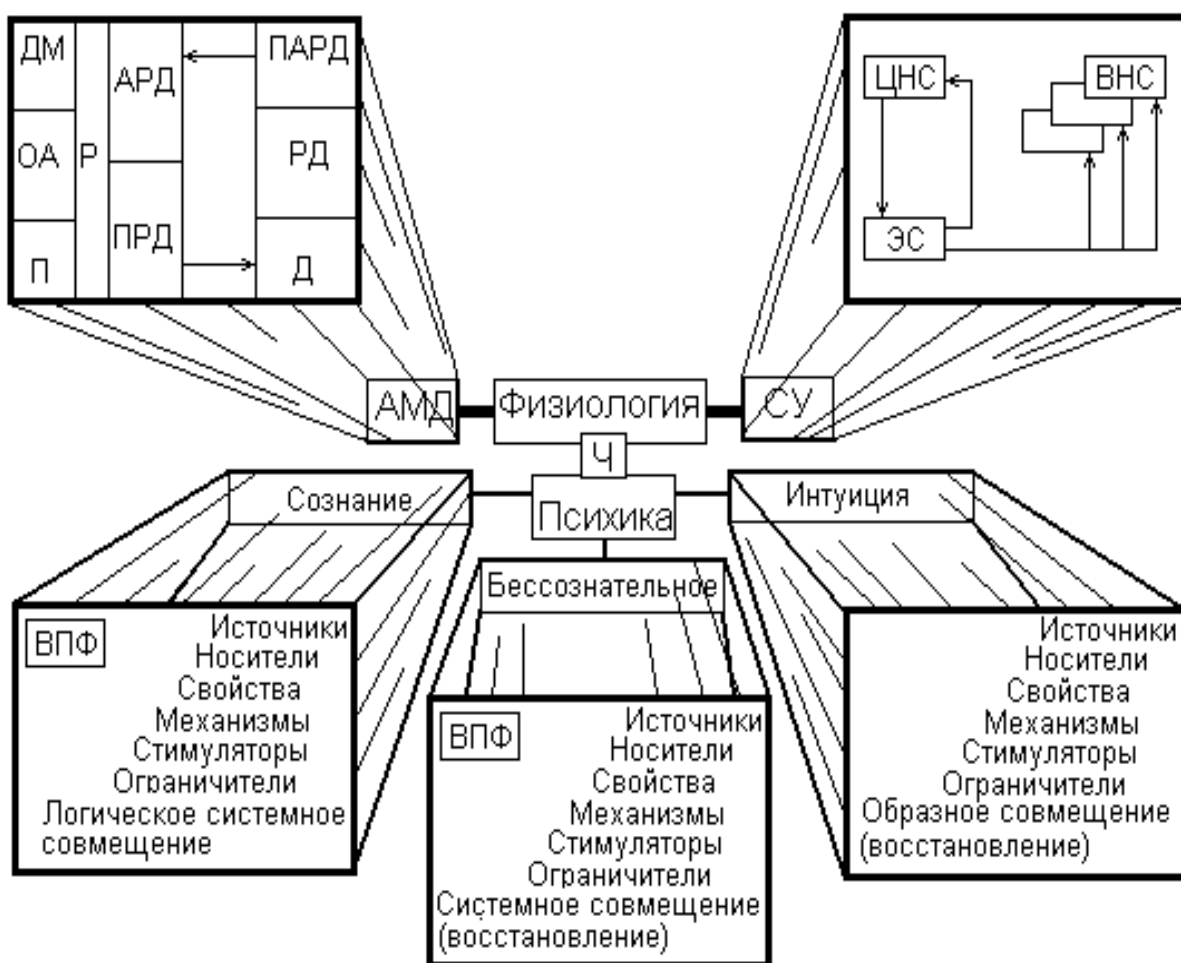 ДМ
ОА
П
Р
АРД
ПРД
ПАРД
РД
Д
ЦНС
ВНС
ЭС
АМД
Физиология
СУ
Ч
Психика
Сознание
Интуиция
Бессознательное
ВПФ
Источники
Носители
Свойства
Механизмы
Стимуляторы
Ограничители
Логическое системное
совмещение
ВПФ
Источники
Носители
Свойства
Механизмы
Стимуляторы
Ограничители
Системное совмещение
(восстановление)
Источники
Носители
Свойства
Механизмы
Стимуляторы
Ограничители
Образное совмещение
(восстановление)